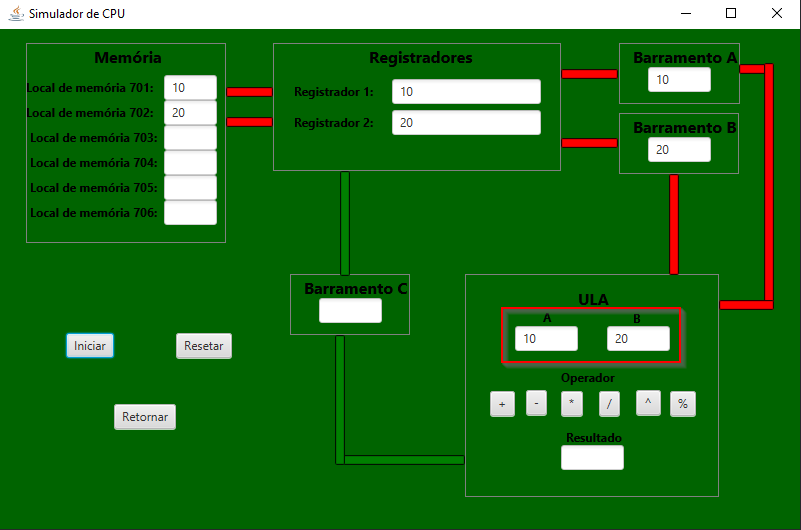 Simulador de CPU
Memória
Local de memória 701: 10
Local de memória 702: 20
Local de memória 703:
Local de memória 704:
Local de memória 705:
Local de memória 706:
Registradores
Registrador 1: 10
Registrador 2: 20
Barramento A
10
Barramento B
20
Barramento C
ULA
A B
10 20
Operador
+ - * / ^ %
Resultado
Iniciar Resetar
Retornar